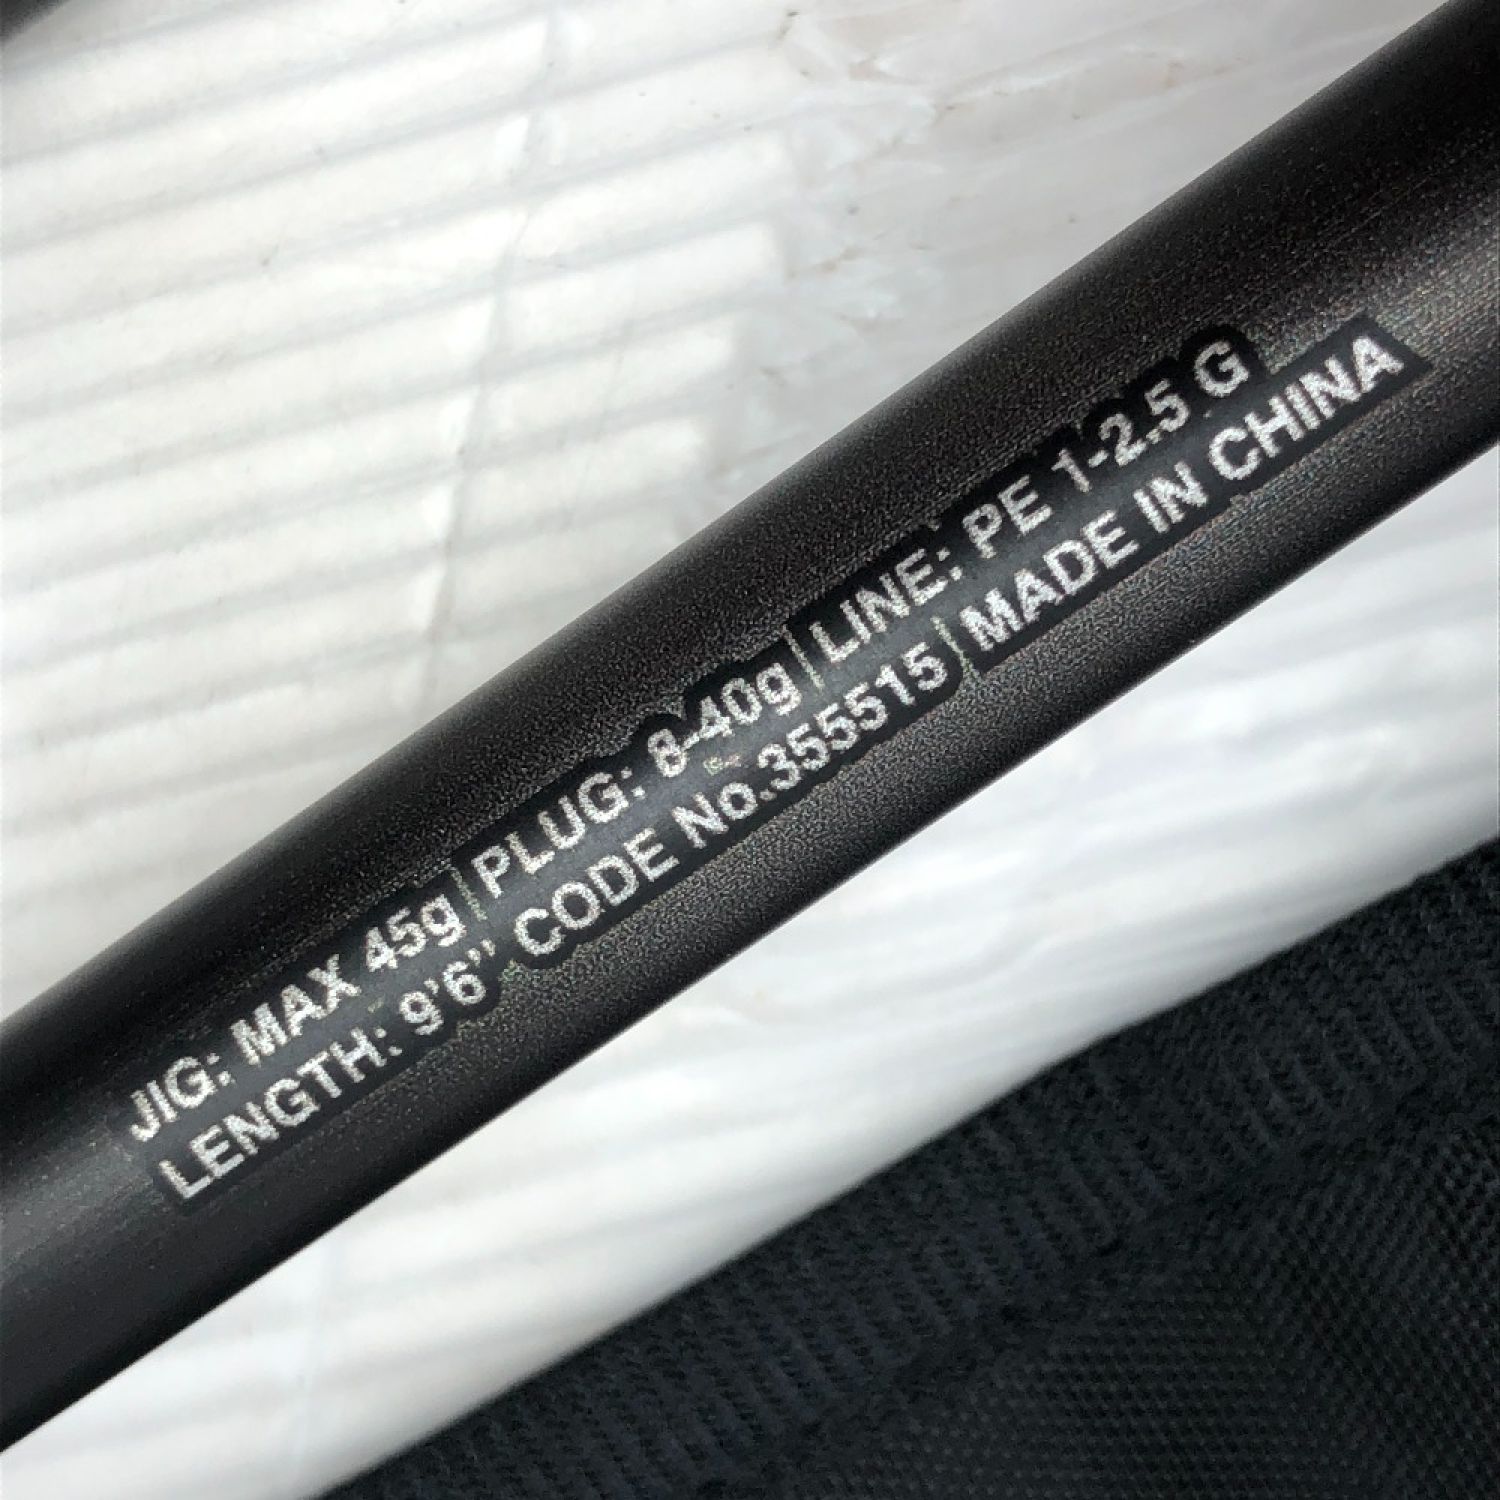 JIG: MAX 45g | PLUG: 8-40g | LINE: PE 1-2.5 G
LENGTH: 9'6” CODE No.355515 | MADE IN CHINA